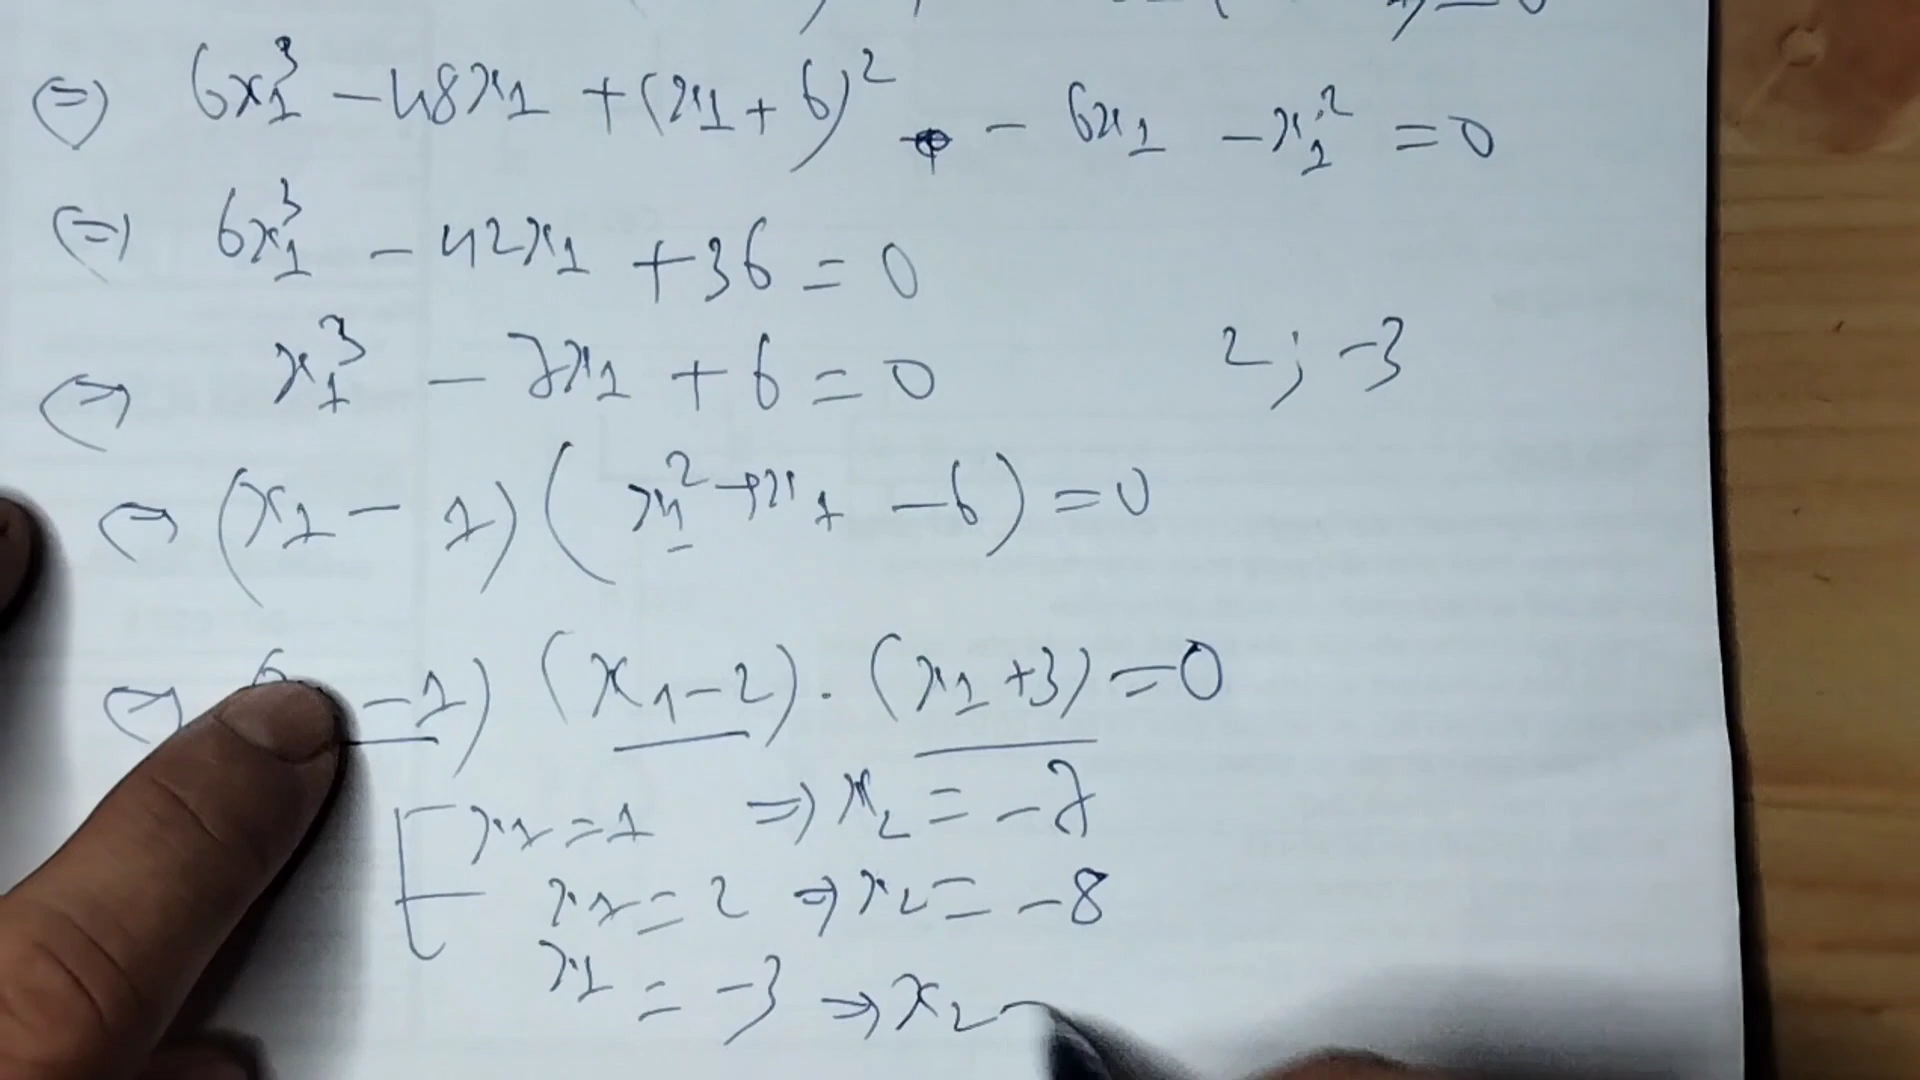 ⇔ 6x₁³ - 48x₁ + (x₁ + 6)² - 6x₁ - x₁² = 0
⇔ 6x₁³ - 42x₁ + 36 = 0
⇔ x₁³ - 7x₁ + 6 = 0
2; -3
⇔ (x₁ - 1)(x₁² + x₁ - 6) = 0
⇔ - 1)(x₁ - 2).(x₁ + 3) = 0
[x₁ = 1 ⇒ x₂ = -7
x₁ = 2 ⇒ x₂ = -8
x₁ = -3 ⇒ x₂